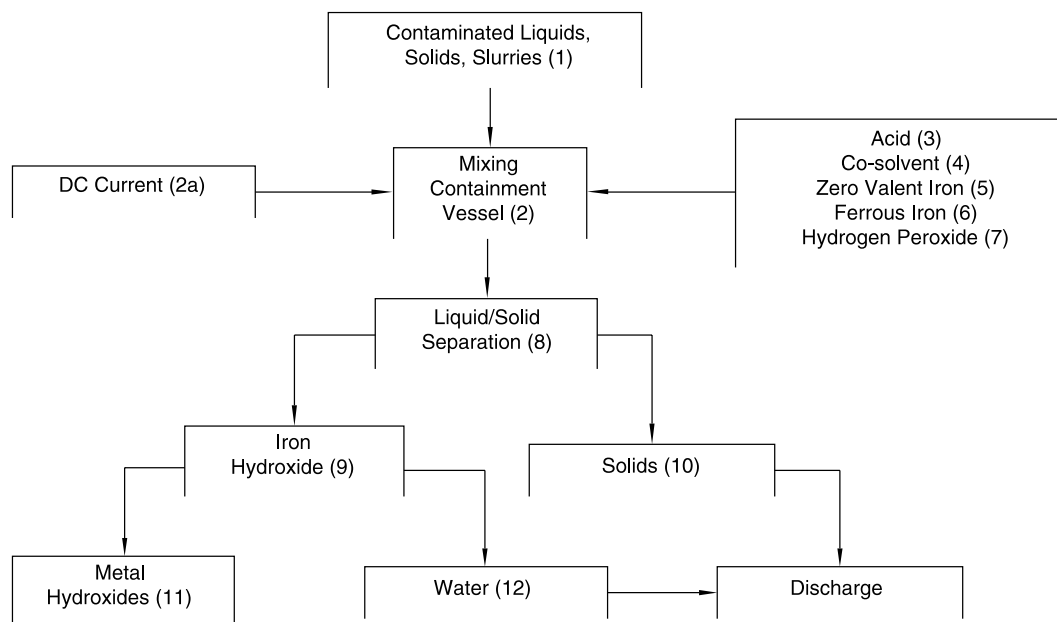 Contaminated Liquids,
Solids, Slurries (1)
DC Current (2a)
Mixing
Containment
Vessel (2)
Acid (3)
Co-solvent (4)
Zero Valent Iron (5)
Ferrous Iron (6)
Hydrogen Peroxide (7)
Liquid/Solid
Separation (8)
Iron
Hydroxide (9)
Solids (10)
Metal
Hydroxides (11)
Water (12)
Discharge